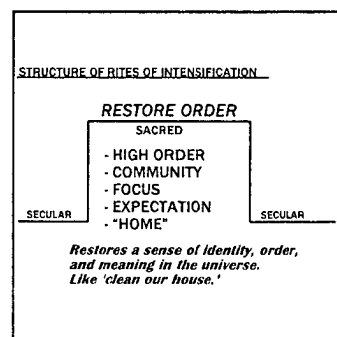 STRUCTURE OF RITES OF INTENSIFICATION
RESTORE ORDER
SACRED
- HIGH ORDER
- COMMUNITY
- FOCUS
- EXPECTATION
- "HOME"
SECULAR
SECULAR
Restores a sense of identity, order,
and meaning in the universe.
Like 'clean our house.'